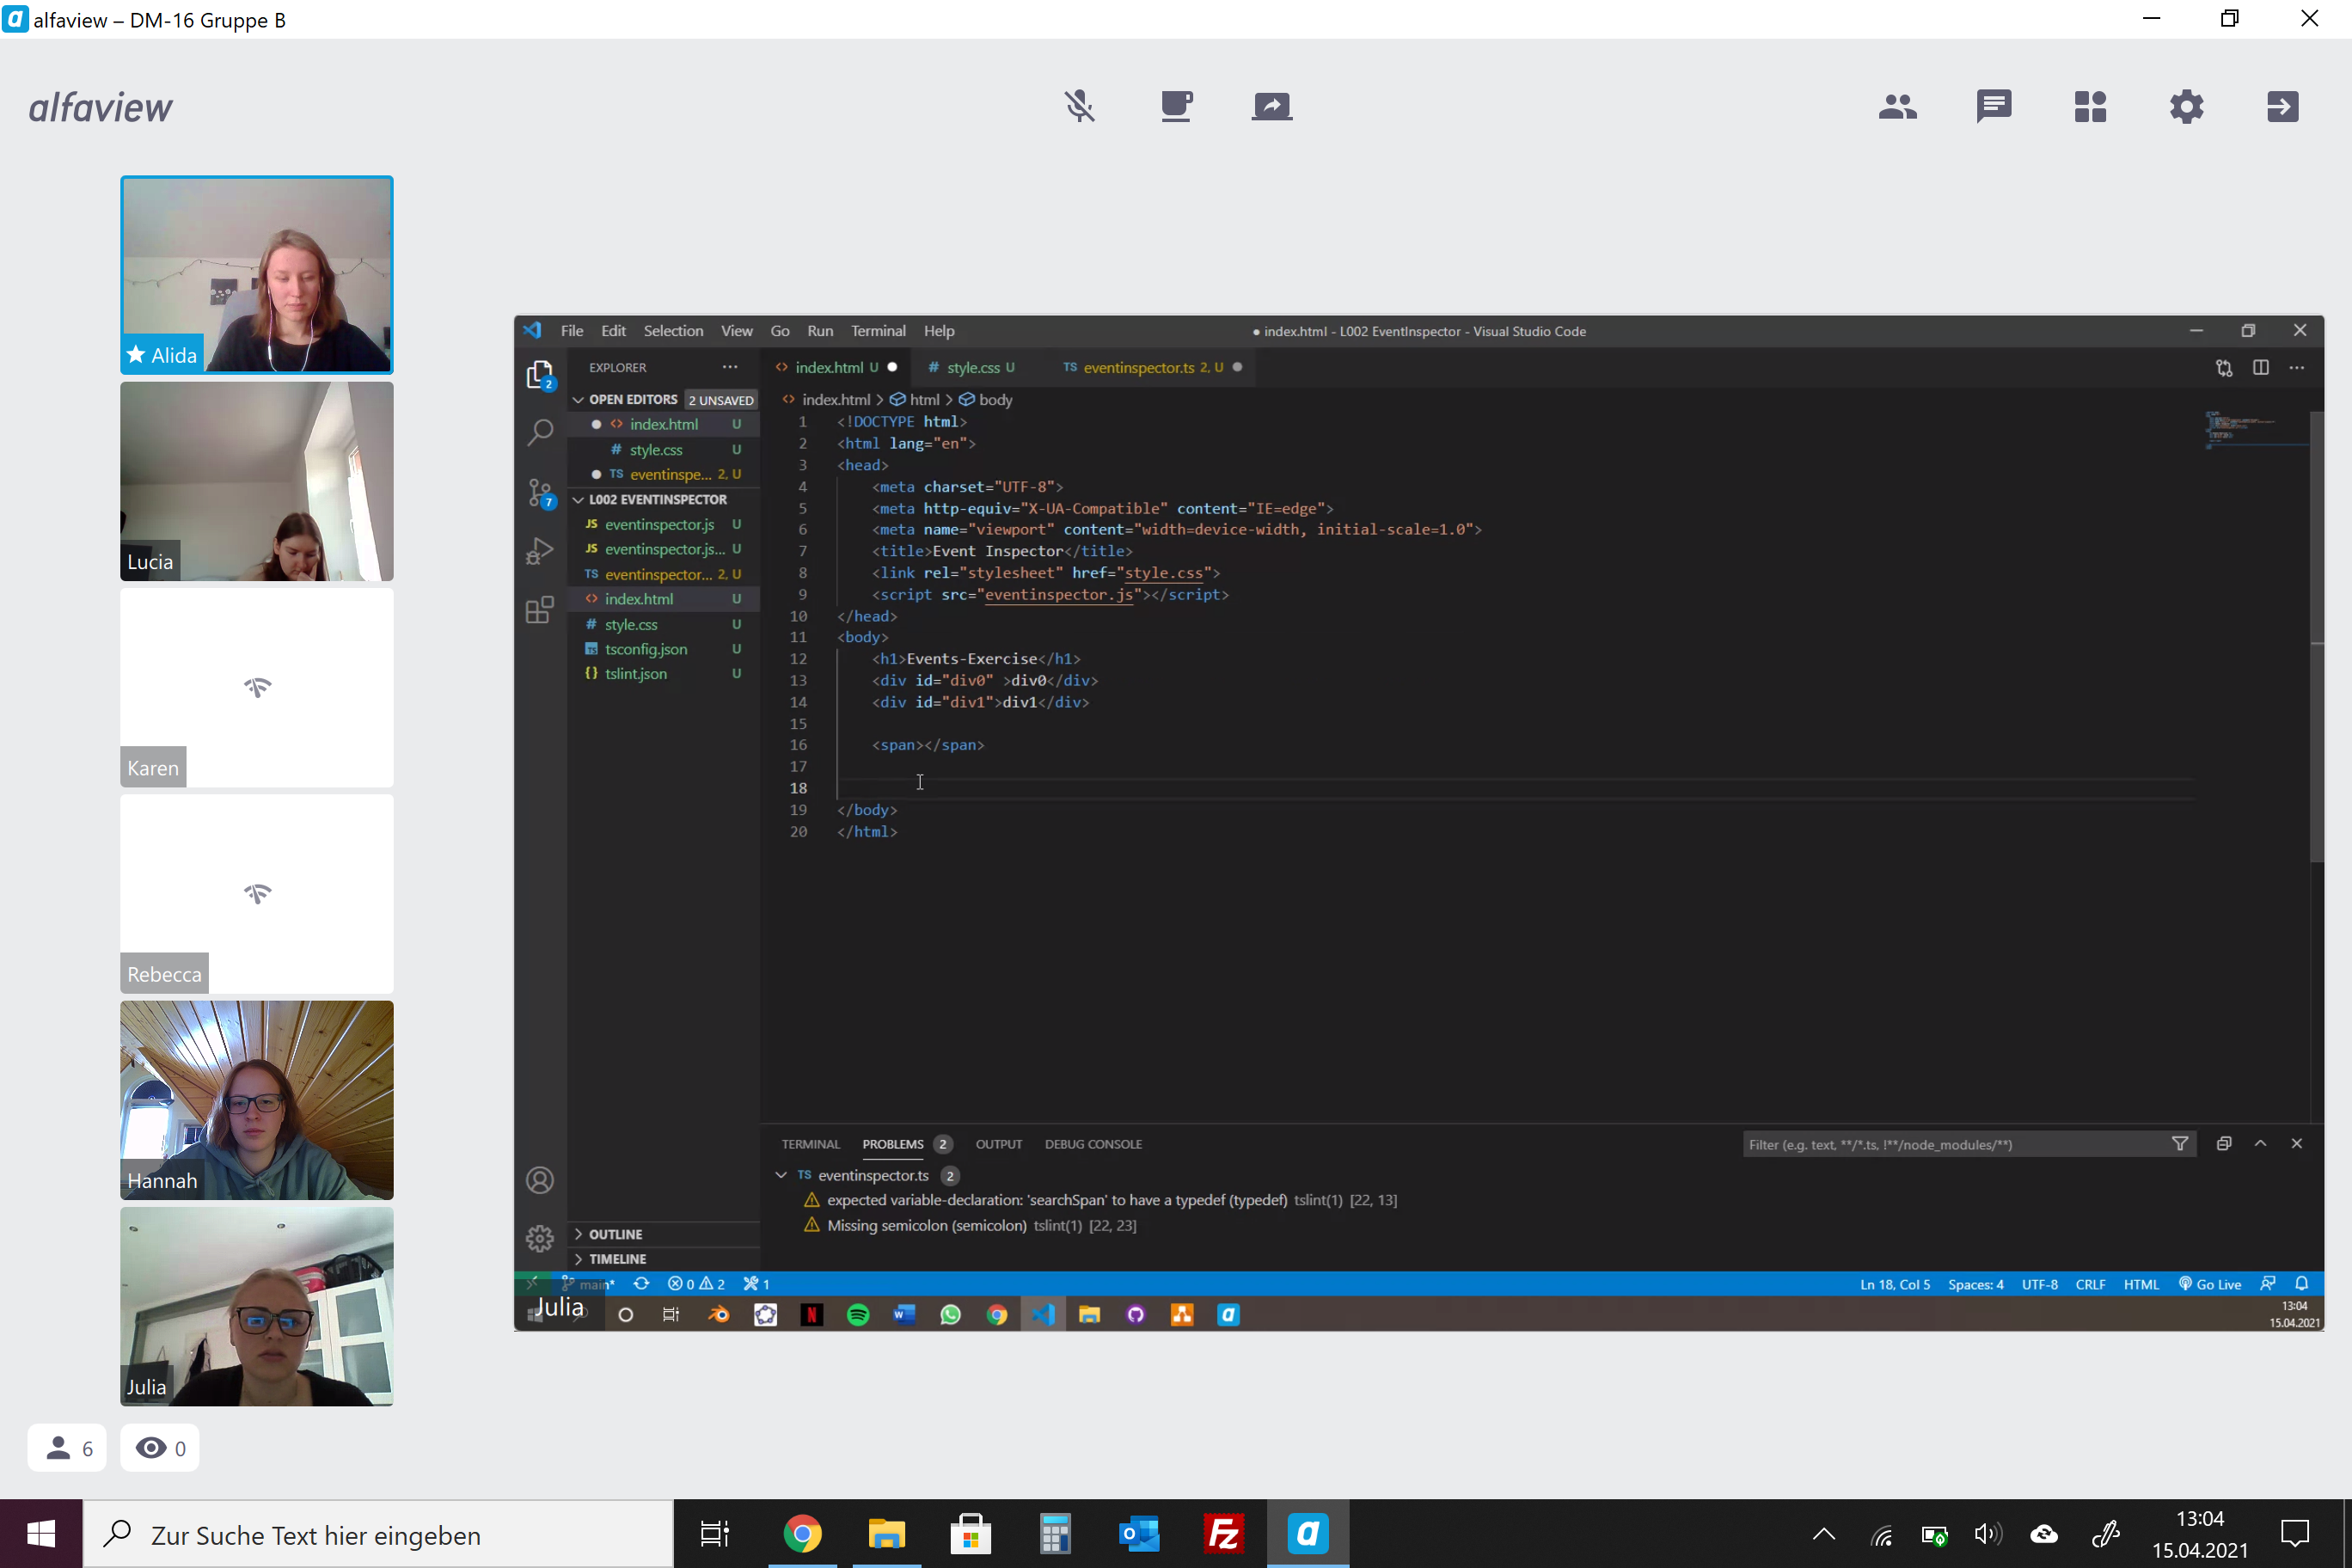 alfaview – DM-16 Gruppe B
alfaview
Alida
Lucia
Karen
Rebecca
Hannah
Julia
6
0
File Edit Selection View Go Run Terminal Help
● index.html - L002 EventInspector - Visual Studio Code
EXPLORER
OPEN EDITORS 2 UNSAVED
index.html U
style.css U
TS eventinspe... 2, U
L002 EVENTINSPECTOR
JS eventinspector.js U
JS eventinspector.js... U
TS eventinspector... 2, U
index.html U
# style.css U
tsconfig.json U
{} tslint.json U
OUTLINE
TIMELINE
2
7
index.html U
# style.css U
TS eventinspector.ts 2, U
index.html > html > body
1 <!DOCTYPE html>
2 <html lang="en">
3 <head>
4 <meta charset="UTF-8">
5 <meta http-equiv="X-UA-Compatible" content="IE=edge">
6 <meta name="viewport" content="width=device-width, initial-scale=1.0">
7 <title>Event Inspector</title>
8 <link rel="stylesheet" href="style.css">
9 <script src="eventinspector.js"></script>
10 </head>
11 <body>
12 <h1>Events-Exercise</h1>
13 <div id="div0" >div0</div>
14 <div id="div1">div1</div>
15
16 <span></span>
17
18
19 </body>
20 </html>
TERMINAL PROBLEMS 2 OUTPUT DEBUG CONSOLE
Filter (e.g. text, **/*.ts, !**/node_modules/**)
TS eventinspector.ts 2
expected variable-declaration: 'searchSpan' to have a typedef (typedef) tslint(1) [22, 13]
Missing semicolon (semicolon) tslint(1) [22, 23]
main* 0 2 1
Ln 18, Col 5 Spaces: 4 UTF-8 CRLF HTML Go Live
Julia
13:04
15.04.2021
Zur Suche Text hier eingeben
13:04
15.04.2021